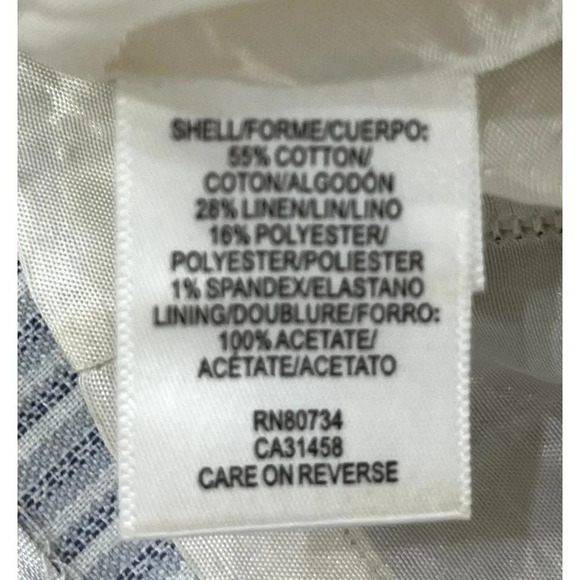 SHELL/FORME/CUERPO:
55% COTTON/
COTON/ALGODÓN
28% LINEN/LIN/LINO
16% POLYESTER/
POLYESTER/POLIESTER
1% SPANDEX/ELASTANO
LINING/DOUBLURE/FORRO:
100% ACETATE/
ACÉTATE/ACETATO
RN80734
CA31458
CARE ON REVERSE